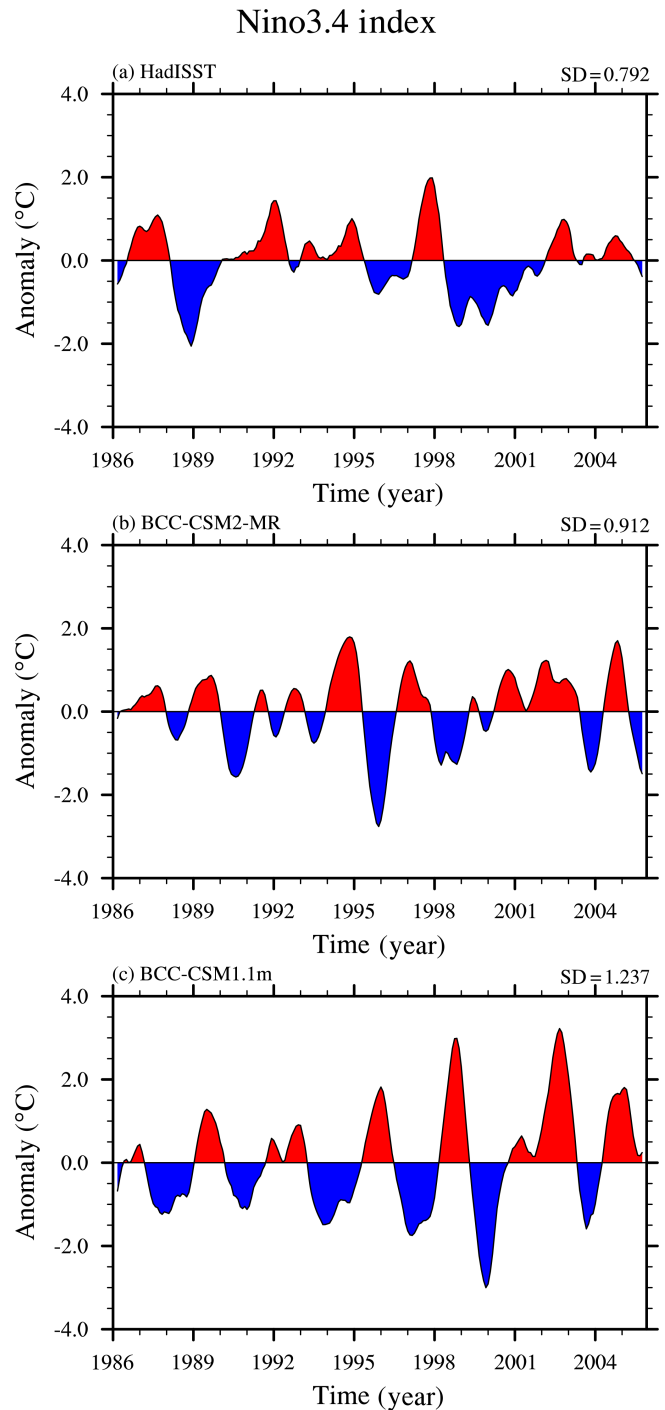 Nino3.4 index
(a) HadISST
SD=0.792
4.0
2.0
0.0
-2.0
-4.0
Anomaly (°C)
1986 1989 1992 1995 1998 2001 2004
Time (year)
(b) BCC-CSM2-MR
SD=0.912
4.0
2.0
0.0
-2.0
-4.0
Anomaly (°C)
1986 1989 1992 1995 1998 2001 2004
Time (year)
(c) BCC-CSM1.1m
SD=1.237
4.0
2.0
0.0
-2.0
-4.0
Anomaly (°C)
1986 1989 1992 1995 1998 2001 2004
Time (year)